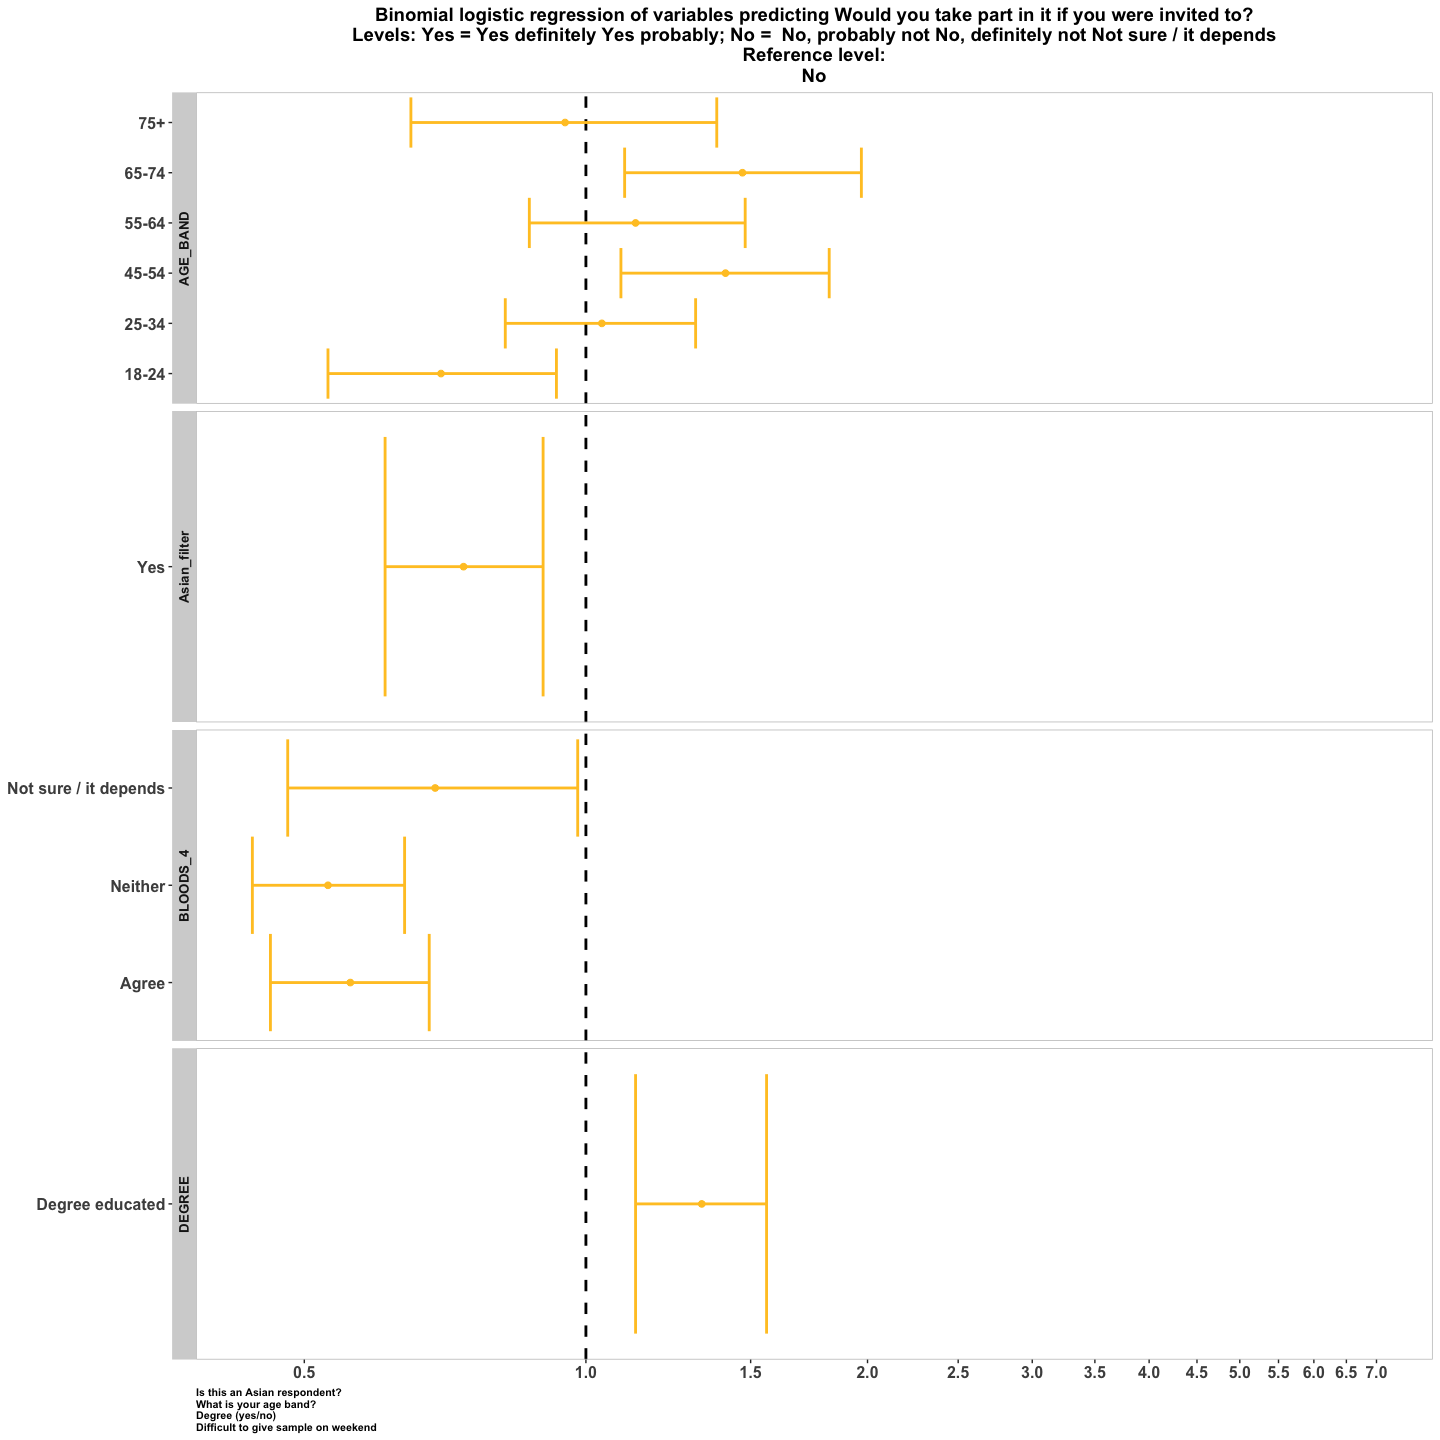 Binomial logistic regression of variables predicting Would you take part in it if you were invited to?
Levels: Yes = Yes definitely Yes probably; No =  No, probably not No, definitely not Not sure / it depends
Reference level:
No
AGE_BAND
75+
65-74
55-64
45-54
25-34
18-24
Asian_filter
Yes
BLOODS_4
Not sure / it depends
Neither
Agree
DEGREE
Degree educated
0.5 1.0 1.5 2.0 2.5 3.0 3.5 4.0 4.5 5.0 5.5 6.0 6.5 7.0
Is this an Asian respondent?
What is your age band?
Degree (yes/no)
Difficult to give sample on weekend